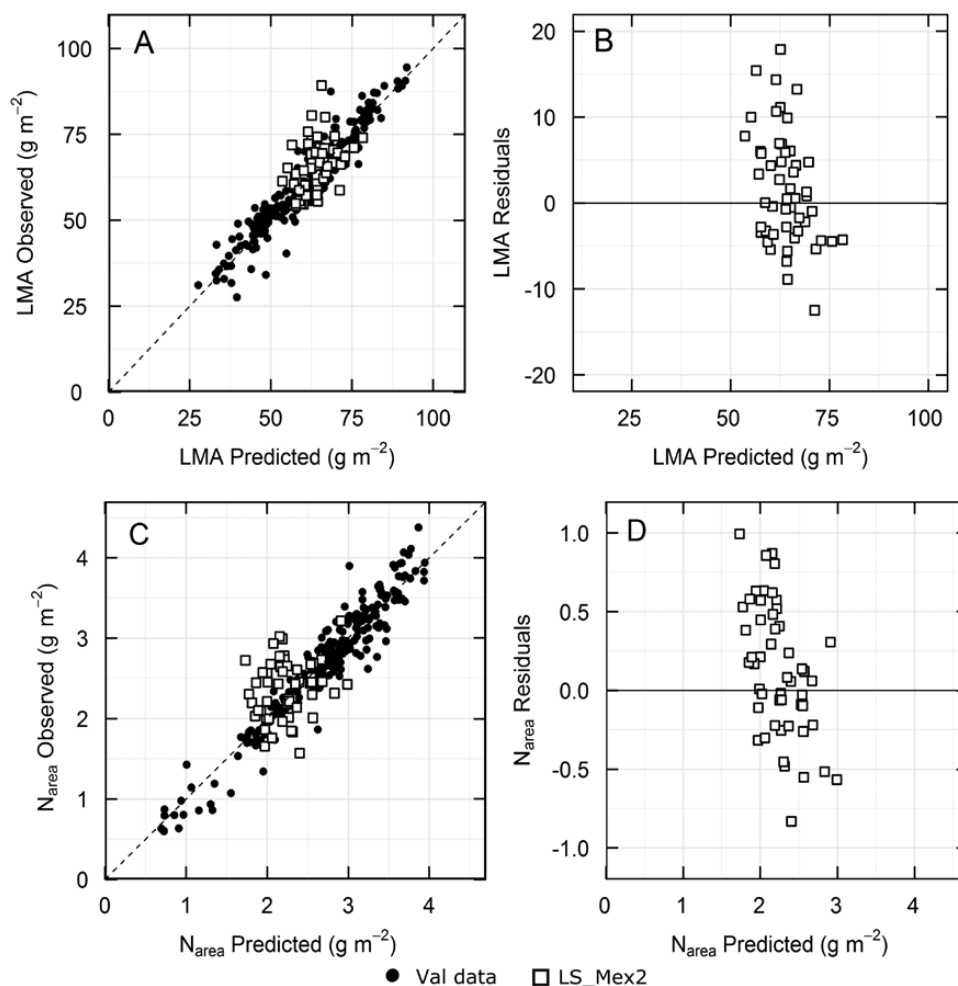 A
100
75
50
25
0
LMA Observed (g m⁻²)
0 25 50 75 100
LMA Predicted (g m⁻²)
B
20
10
0
-10
-20
LMA Residuals
25 50 75 100
LMA Predicted (g m⁻²)
C
4
3
2
1
0
Narea Observed (g m⁻²)
0 1 2 3 4
Narea Predicted (g m⁻²)
D
1.0
0.5
0.0
-0.5
-1.0
Narea Residuals
0 1 2 3 4
Narea Predicted (g m⁻²)
Val data LS_Mex2